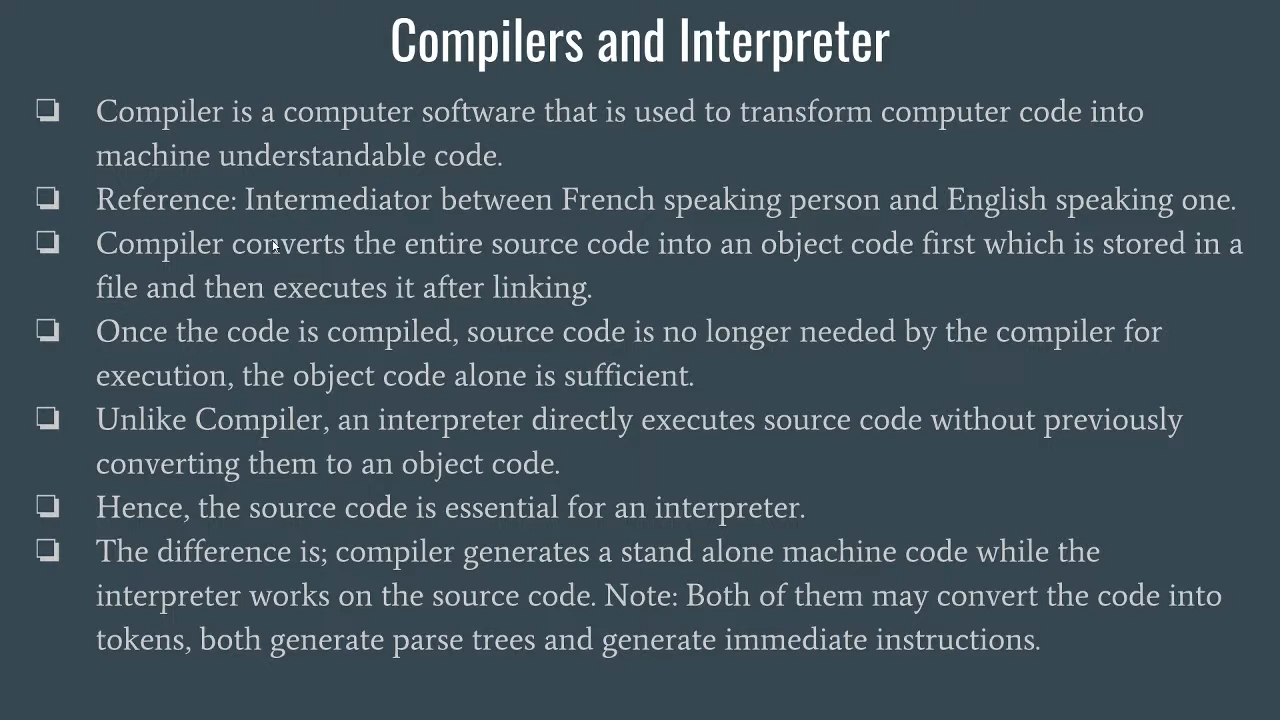 Compilers and Interpreter
Compiler is a computer software that is used to transform computer code into
machine understandable code.
Reference: Intermediator between French speaking person and English speaking one.
Compiler converts the entire source code into an object code first which is stored in a
file and then executes it after linking.
Once the code is compiled, source code is no longer needed by the compiler for
execution, the object code alone is sufficient.
Unlike Compiler, an interpreter directly executes source code without previously
converting them to an object code.
Hence, the source code is essential for an interpreter.
The difference is; compiler generates a stand alone machine code while the
interpreter works on the source code. Note: Both of them may convert the code into
tokens, both generate parse trees and generate immediate instructions.